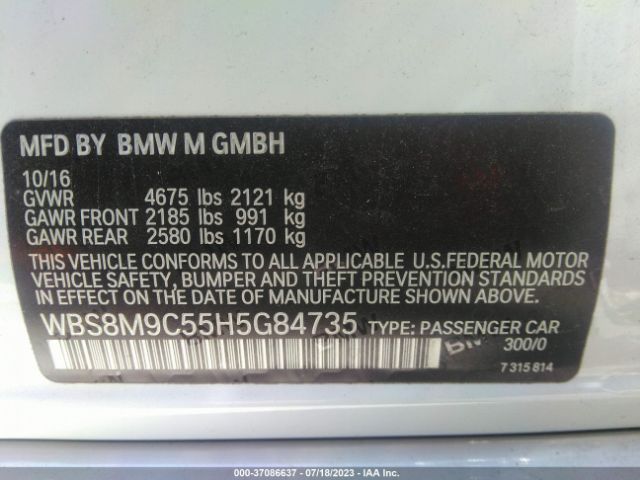 MFD BY BMW M GMBH
10/16
GVWR 4675 lbs 2121 kg
GAWR FRONT 2185 lbs 991 kg
GAWR REAR 2580 lbs 1170 kg
THIS VEHICLE CONFORMS TO ALL APPLICABLE U.S.FEDERAL MOTOR
VEHICLE SAFETY, BUMPER AND THEFT PREVENTION STANDARDS
IN EFFECT ON THE DATE OF MANUFACTURE SHOWN ABOVE.
WBS8M9C55H5G84735 TYPE: PASSENGER CAR
300/0
7 315 814
000-37086637 - 07/18/2023 - IAA Inc.